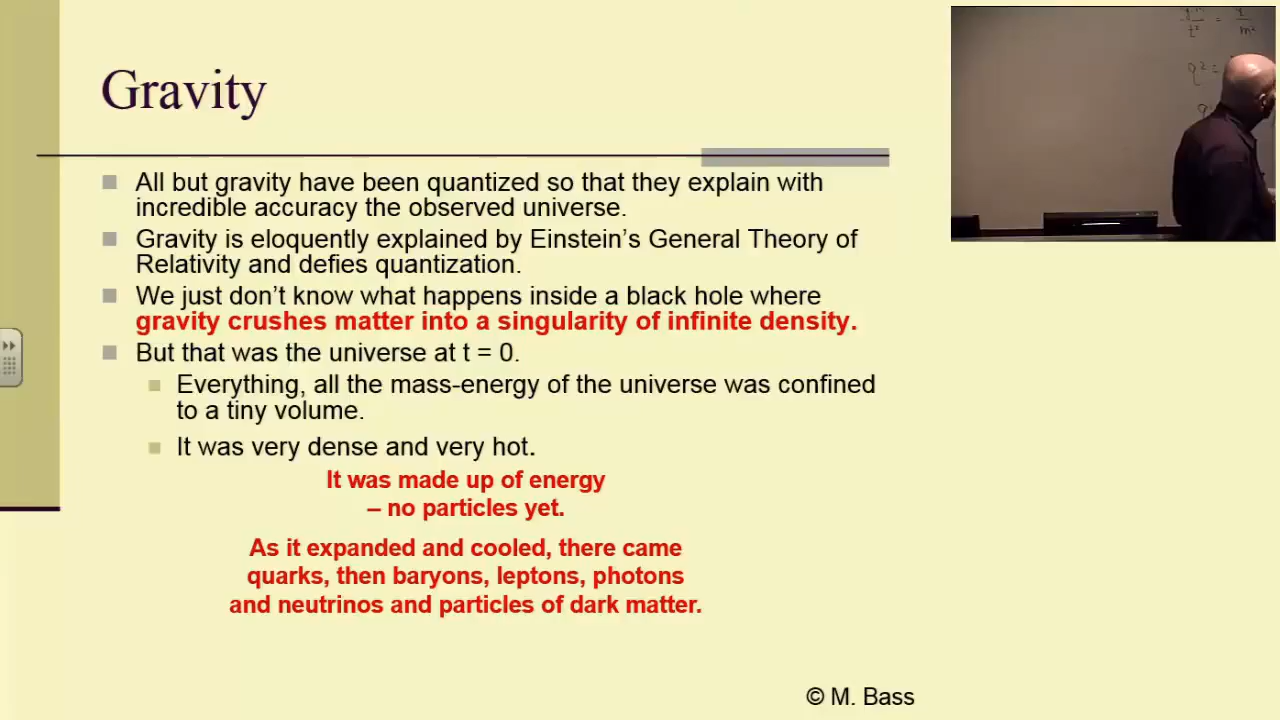 Gravity
All but gravity have been quantized so that they explain with
incredible accuracy the observed universe.
Gravity is eloquently explained by Einstein's General Theory of
Relativity and defies quantization.
We just don't know what happens inside a black hole where
gravity crushes matter into a singularity of infinite density.
But that was the universe at t = 0.
Everything, all the mass-energy of the universe was confined
to a tiny volume.
It was very dense and very hot.
It was made up of energy
– no particles yet.
As it expanded and cooled, there came
quarks, then baryons, leptons, photons
and neutrinos and particles of dark matter.
© M. Bass